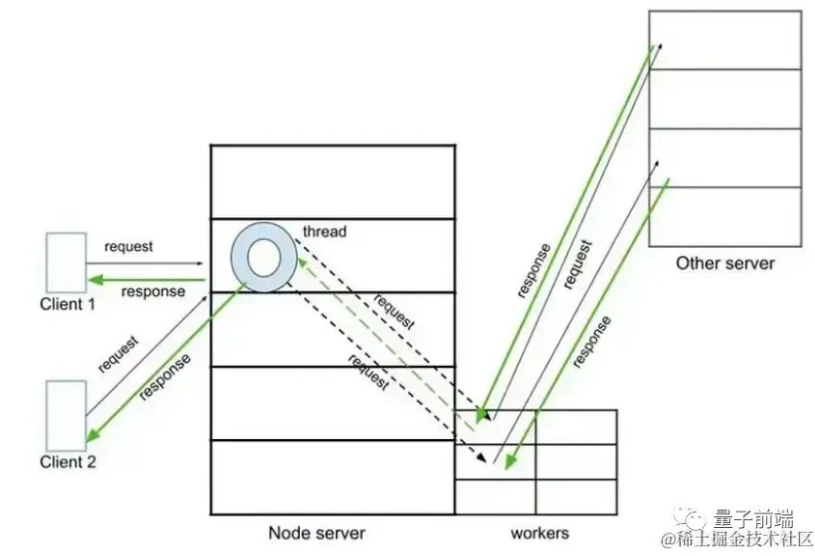 thread
request
response
Client 1
request
response
Client 2
request
request
response
request
response
Other server
Node server
workers
量子前端
@稀土掘金技术社区